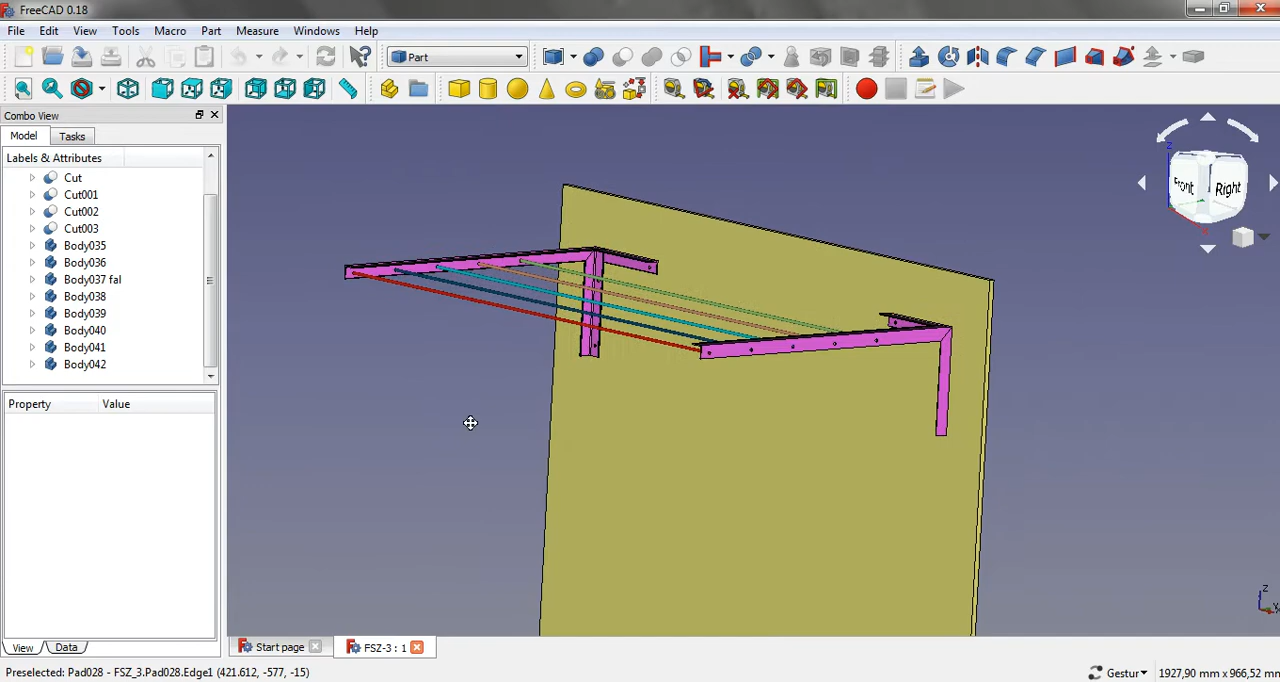 FreeCAD 0.18
File Edit View Tools Macro Part Measure Windows Help
Part
Combo View
Model Tasks
Labels & Attributes
Cut
Cut001
Cut002
Cut003
Body035
Body036
Body037 fal
Body038
Body039
Body040
Body041
Body042
Property Value
View Data
Front Right
Z
Z
X
Start page FSZ-3 : 1
Preselected: Pad028 - FSZ_3.Pad028.Edge1 (421.612, -577, -15) Gestur 1927,90 mm x 966,52 mm